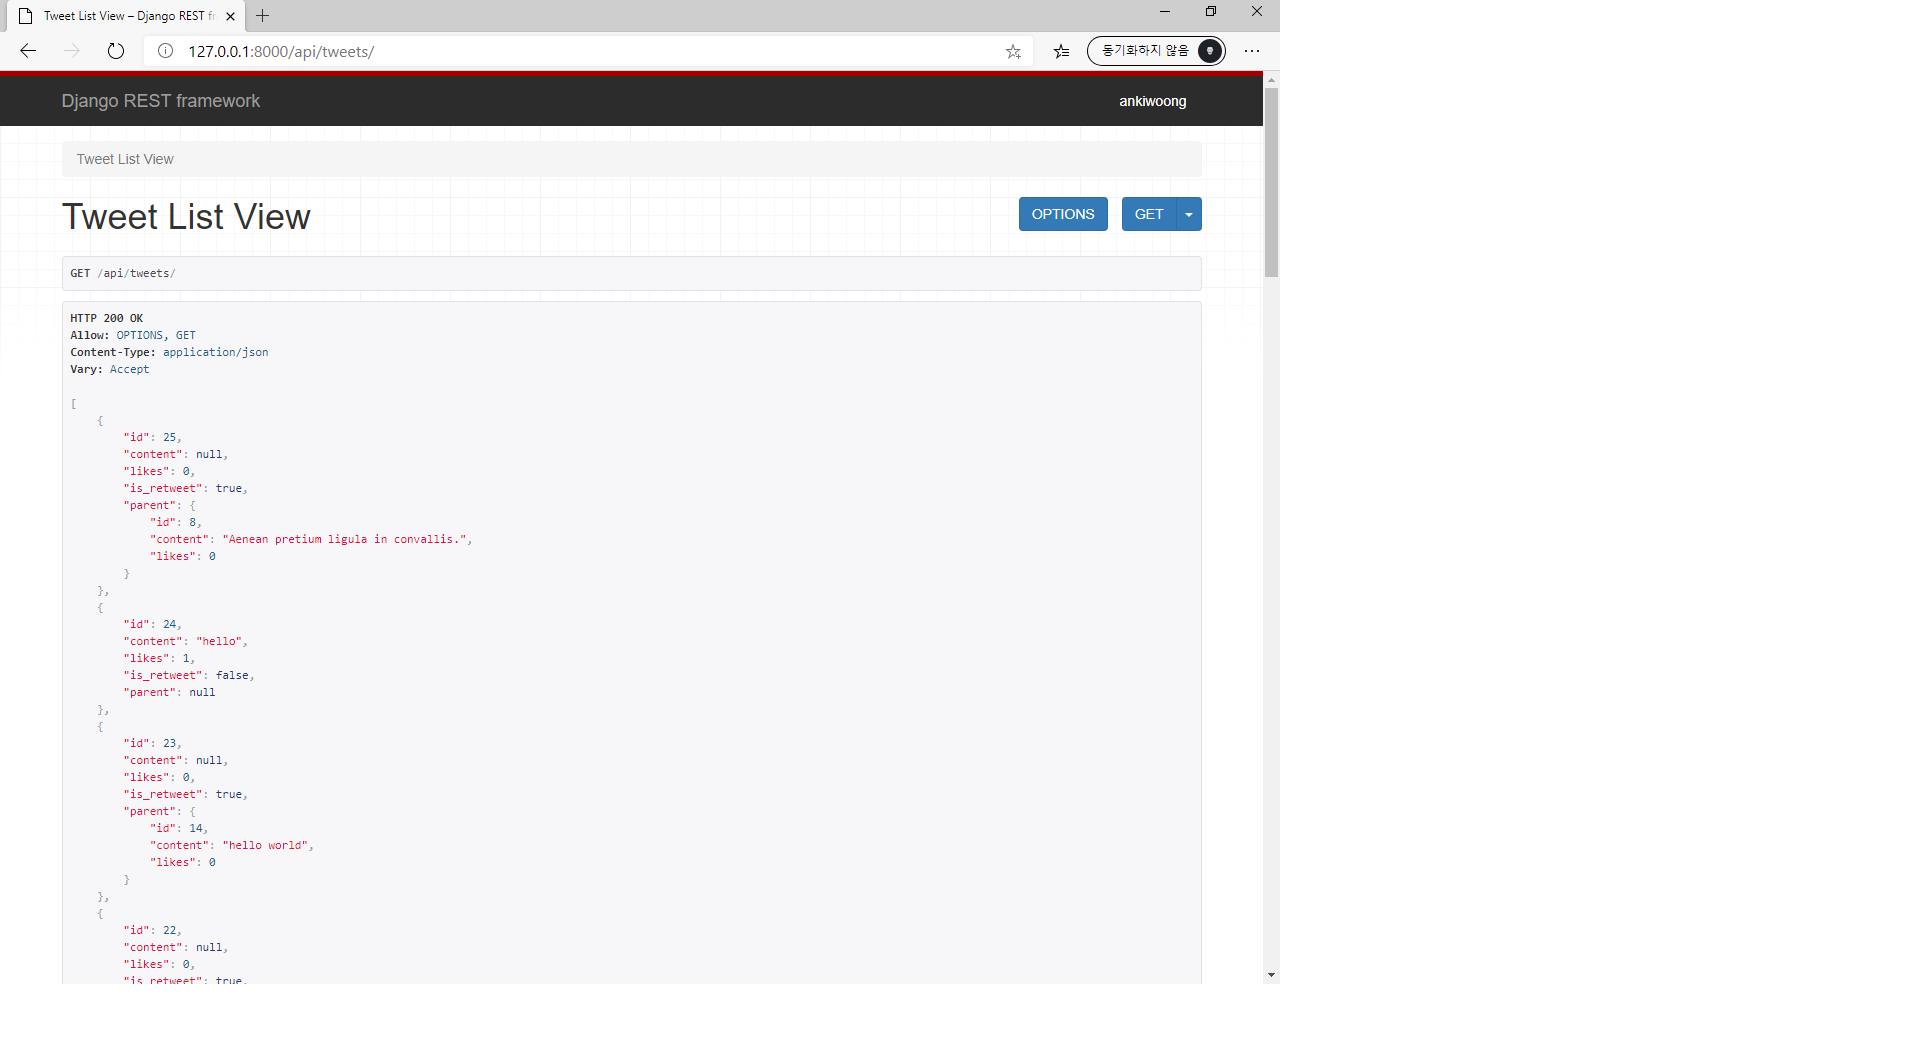 Tweet List View – Django REST fr
127.0.0.1:8000/api/tweets/
동기화하지 않음
Django REST framework
ankiwoong
Tweet List View
Tweet List View
OPTIONS
GET
GET /api/tweets/
HTTP 200 OK
Allow: OPTIONS, GET
Content-Type: application/json
Vary: Accept
[
{
"id": 25,
"content": null,
"likes": 0,
"is_retweet": true,
"parent": {
"id": 8,
"content": "Aenean pretium ligula in convallis.",
"likes": 0
}
},
{
"id": 24,
"content": "hello",
"likes": 1,
"is_retweet": false,
"parent": null
},
{
"id": 23,
"content": null,
"likes": 0,
"is_retweet": true,
"parent": {
"id": 14,
"content": "hello world",
"likes": 0
}
},
{
"id": 22,
"content": null,
"likes": 0,
"is_retweet": true,